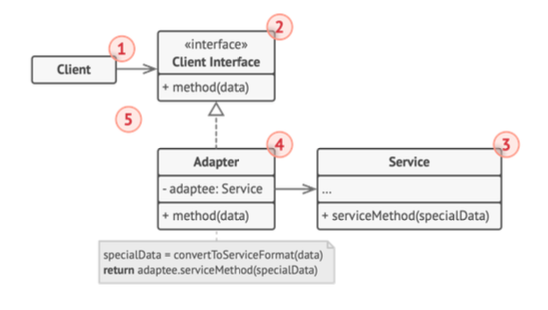 1
2
«interface»
Client
Client Interface
+ method(data)
5
4
3
Adapter
Service
- adaptee: Service
...
+ method(data)
+ serviceMethod(specialData)
specialData = convertToServiceFormat(data)
return adaptee.serviceMethod(specialData)